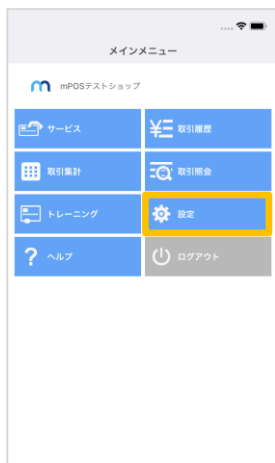 メインメニュー
mPOSテストショップ
サービス
取引履歴
取引集計
取引照会
トレーニング
設定
ヘルプ
ログアウト